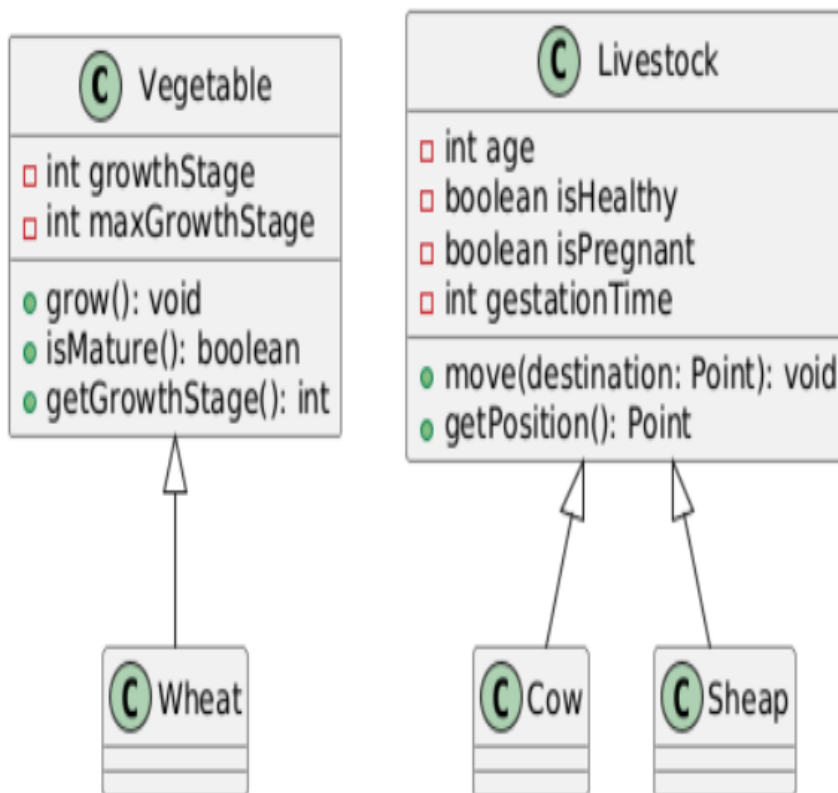 C Vegetable
int growthStage
int maxGrowthStage
grow(): void
isMature(): boolean
getGrowthStage(): int
C Livestock
int age
boolean isHealthy
boolean isPregnant
int gestationTime
move(destination: Point): void
getPosition(): Point
C Wheat
C Cow
C Sheap